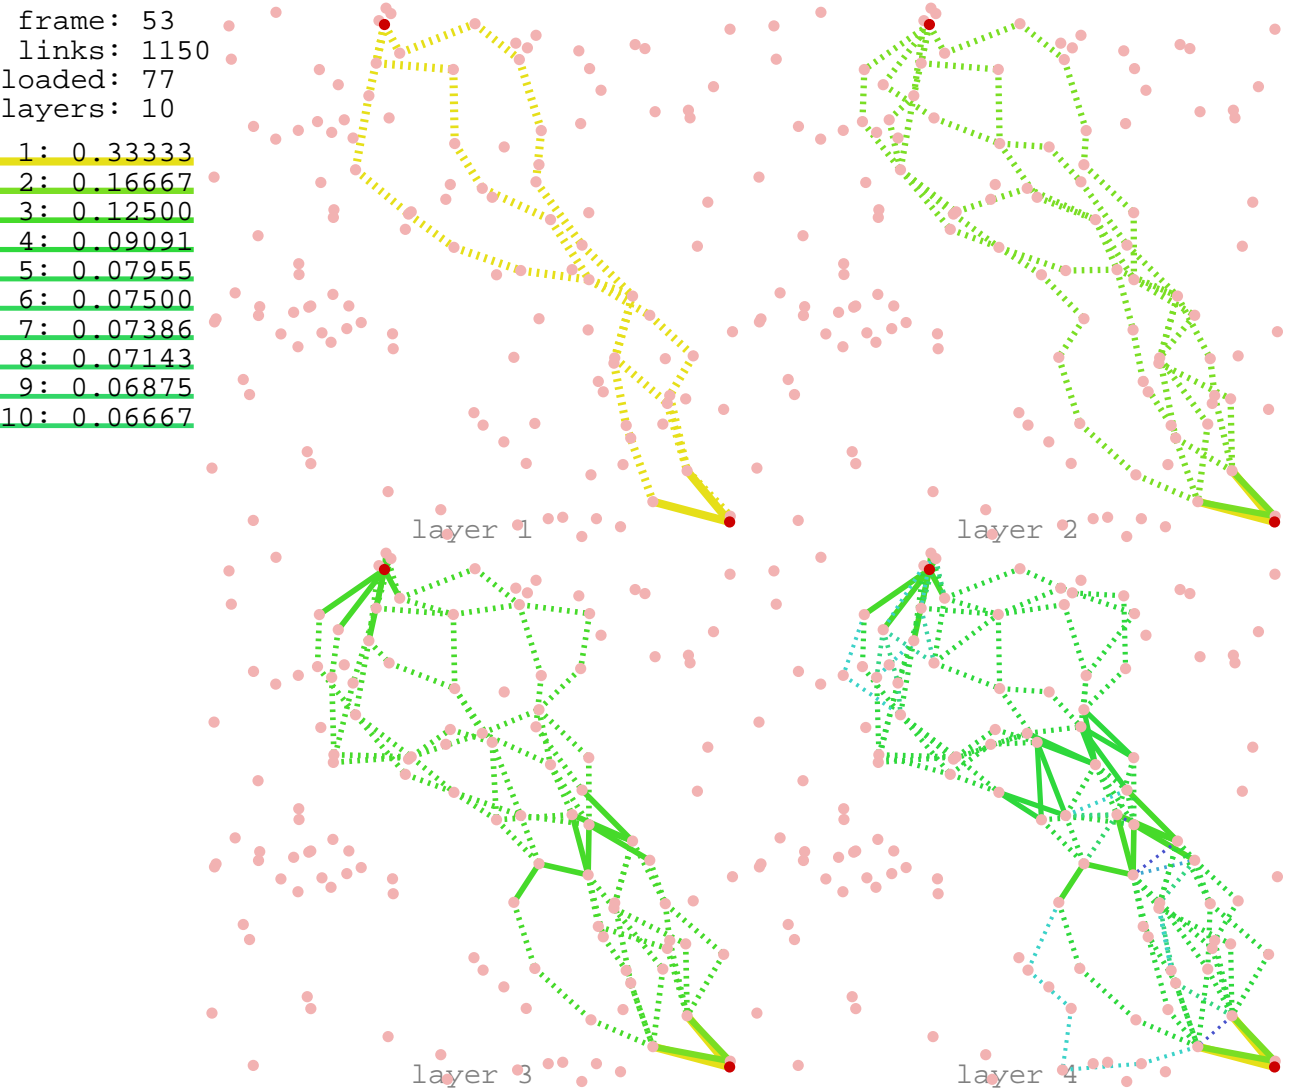 frame: 53
links: 1150
loaded: 77
layers: 10
1: 0.33333
2: 0.16667
3: 0.12500
4: 0.09091
5: 0.07955
6: 0.07500
7: 0.07386
8: 0.07143
9: 0.06875
10: 0.06667
layer 1
layer 2
layer 3
layer 4